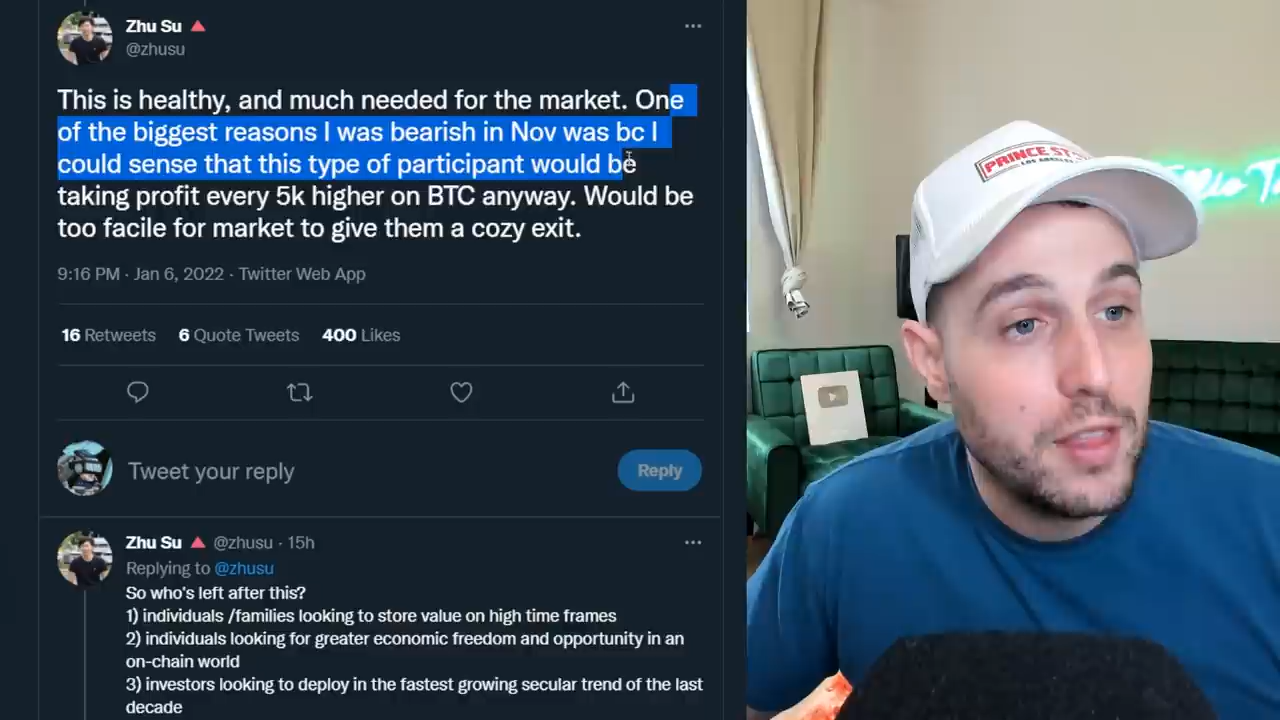 Zhu Su
@zhusu
This is healthy, and much needed for the market. One
of the biggest reasons I was bearish in Nov was bc I
could sense that this type of participant would be
taking profit every 5k higher on BTC anyway. Would be
too facile for market to give them a cozy exit.
9:16 PM · Jan 6, 2022 · Twitter Web App
16 Retweets 6 Quote Tweets 400 Likes
Tweet your reply
Reply
Zhu Su @zhusu · 15h
Replying to @zhusu
So who's left after this?
1) individuals /families looking to store value on high time frames
2) individuals looking for greater economic freedom and opportunity in an
on-chain world
3) investors looking to deploy in the fastest growing secular trend of the last
decade
PRINCE ST
LOS ANGELES